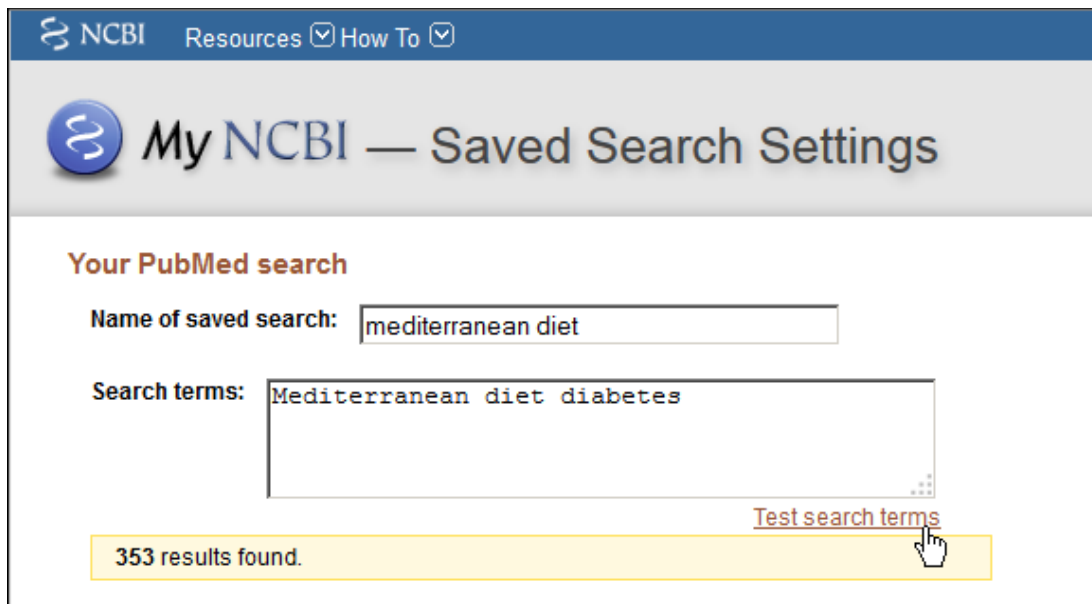 NCBI Resources How To
My NCBI — Saved Search Settings
Your PubMed search
Name of saved search: mediterranean diet
Search terms: Mediterranean diet diabetes
Test search terms
353 results found.